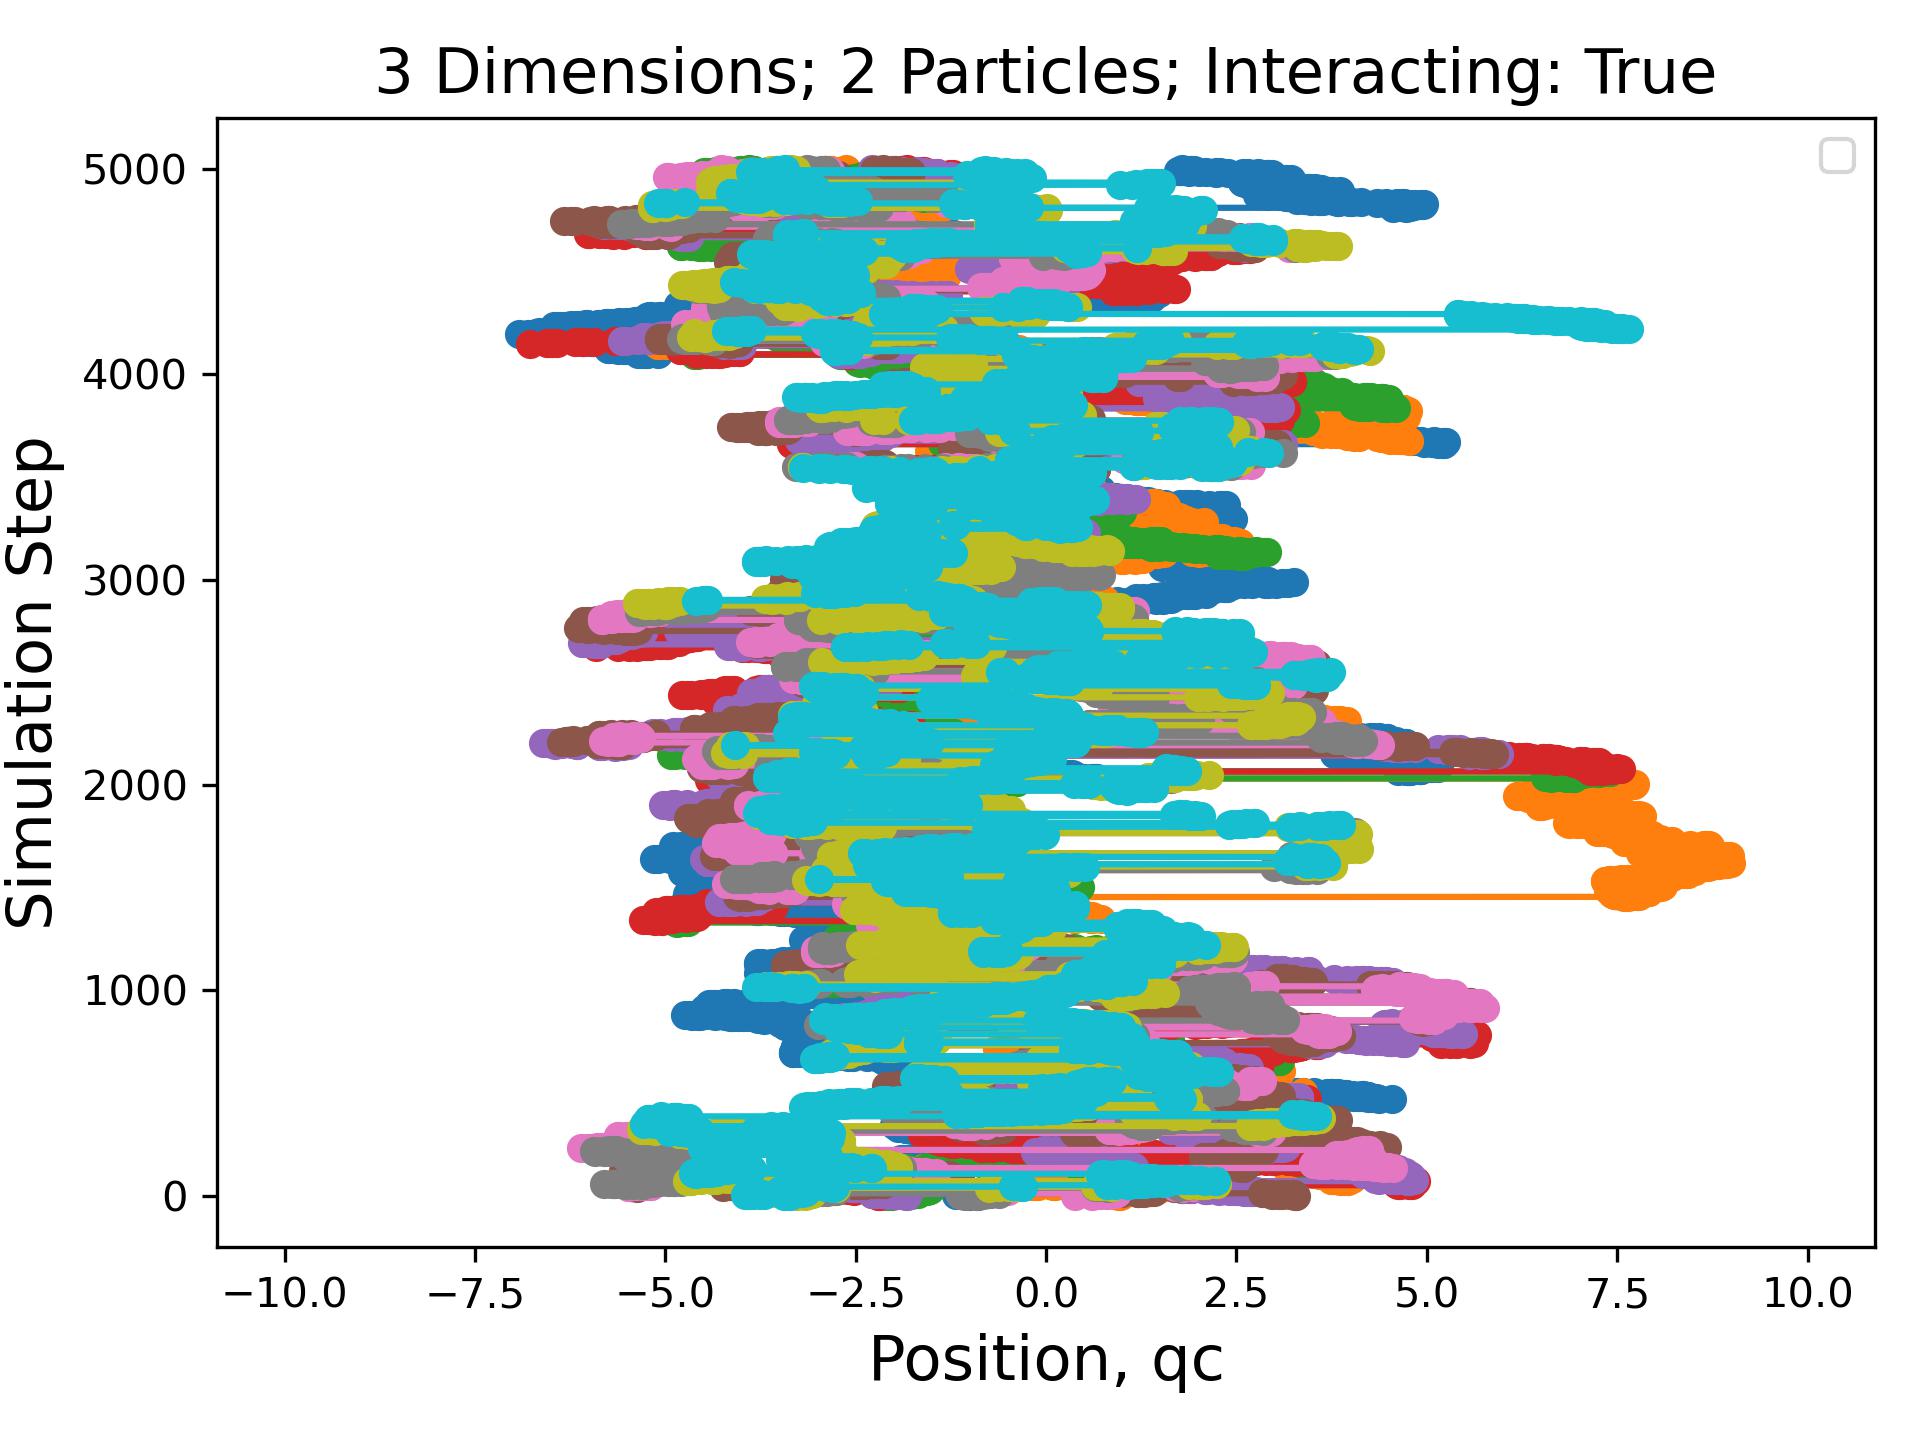 3 Dimensions; 2 Particles; Interacting: True
Simulation Step
5000
4000
3000
2000
1000
0
−10.0 −7.5 −5.0 −2.5 0.0 2.5 5.0 7.5 10.0
Position, qc